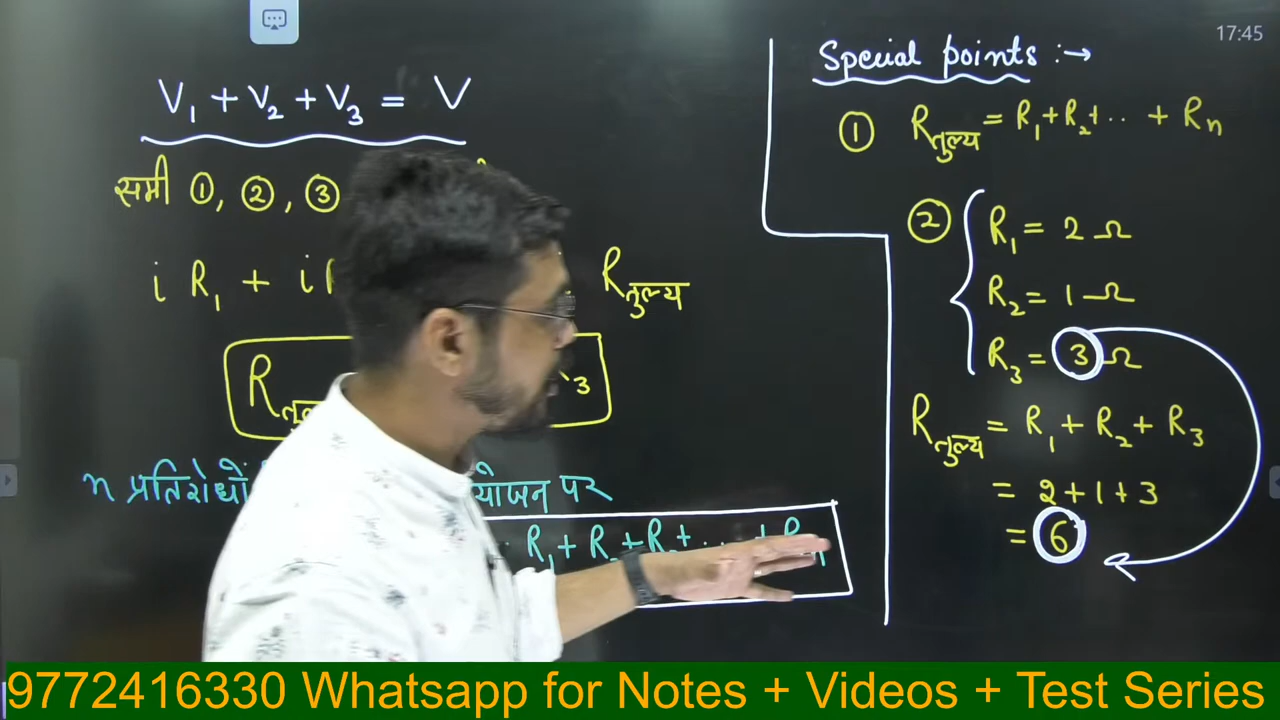 17:45
V₁ + V₂ + V₃ = V
सभी ①, ②, ③
i R₁ + i R
R तुल्य
R
₃
n प्रतिरोधों
योजन पर
R₁ + R₂ + R₃ + ... +
Special points :→
① R तुल्य = R₁ + R₂ + .. + Rn
② R₁ = 2 Ω
R₂ = 1 Ω
R₃ = 3 Ω
R तुल्य = R₁ + R₂ + R₃
= 2 + 1 + 3
= 6
9772416330 Whatsapp for Notes + Videos + Test Series